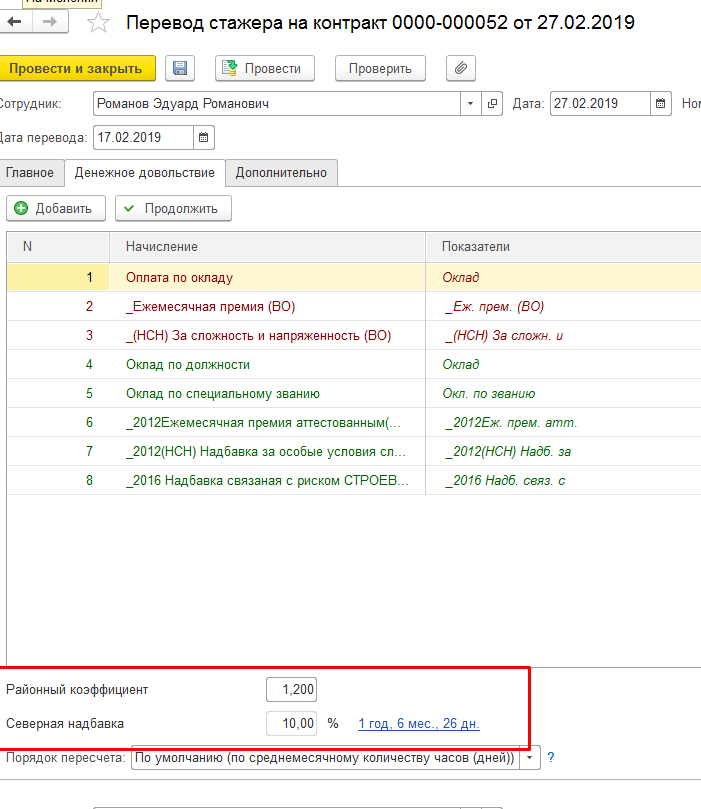 Начисления
Перевод стажера на контракт 0000-000052 от 27.02.2019
Провести и закрыть Провести Проверить
Сотрудник: Романов Эдуард Романович Дата: 27.02.2019 Ном
Дата перевода: 17.02.2019
Главное Денежное довольствие Дополнительно
Добавить Продолжить
N Начисление Показатели
1 Оплата по окладу Оклад
2 _Ежемесячная премия (ВО) _Еж. прем. (ВО)
3 _(НСН) За сложность и напряженность (ВО) _(НСН) За сложн. и
4 Оклад по должности Оклад
5 Оклад по специальному званию Окл. по званию
6 _2012Ежемесячная премия аттестованным(... _2012Еж. прем. атт.
7 _2012(НСН) Надбавка за особые условия сл... _2012(НСН) Надб. за
8 _2016 Надбавка связаная с риском СТРОЕВ... _2016 Надб. связ. с
Районный коэффициент 1,200
Северная надбавка 10,00 % 1 год, 6 мес., 26 дн.
Порядок пересчета: По умолчанию (по среднемесячному количеству часов (дней)) ?